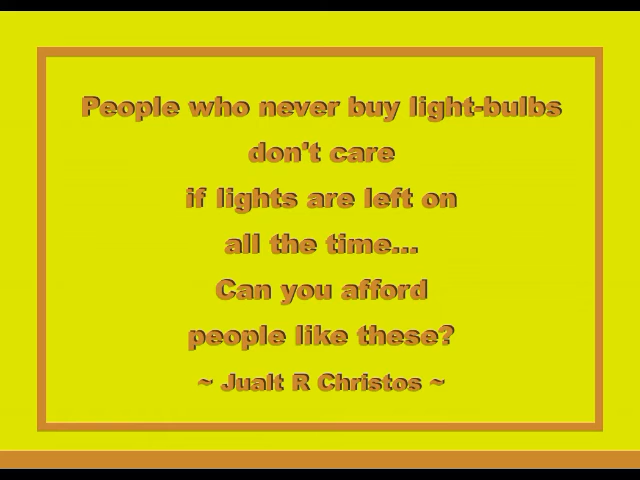 People who never buy light-bulbs
don't care
if lights are left on
all the time...
Can you afford
people like these?
~ Jualt R Christos ~